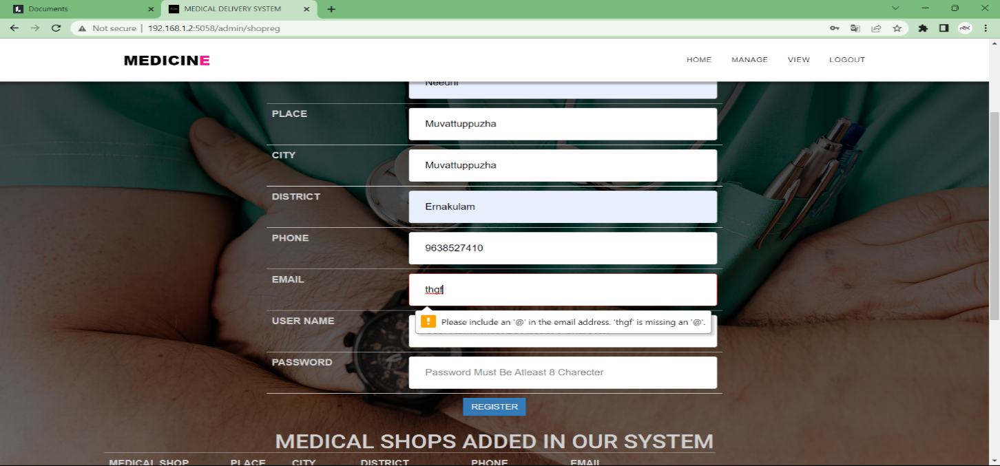 Documents
MEDICAL DELIVERY SYSTEM
Not secure | 192.168.1.2:5058/admin/shopreg
MEDICINE
HOME MANAGE VIEW LOGOUT
Needhi
PLACE Muvattuppuzha
CITY Muvattuppuzha
DISTRICT Ernakulam
PHONE 9638527410
EMAIL thgf
Please include an '@' in the email address. 'thgf' is missing an '@'.
USER NAME
PASSWORD Password Must Be Atleast 8 Charecter
REGISTER
MEDICAL SHOPS ADDED IN OUR SYSTEM
MEDICAL SHOP PLACE CITY DISTRICT PHONE EMAIL